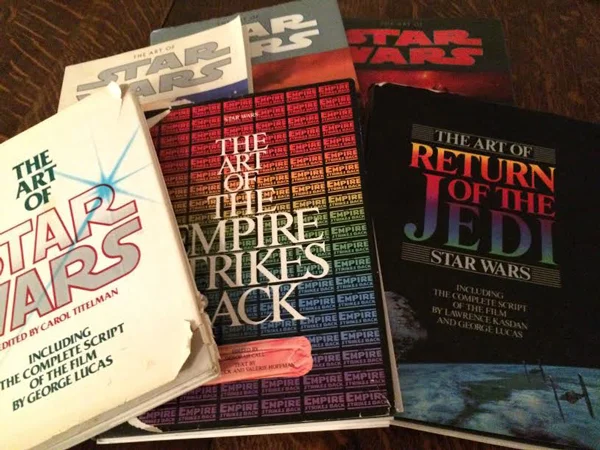 THE ART OF
STAR
WARS
STAR
WARS
THE ART OF
STAR
WARS
THE
ART
OF
STAR
WARS
EDITED BY CAROL TITELMAN
INCLUDING
THE COMPLETE SCRIPT
OF THE FILM
BY GEORGE LUCAS
STAR WARS
THE
ART
OF
THE
EMPIRE
STRIKES
BACK
THE ART OF
RETURN
OF THE
JEDI
STAR WARS
INCLUDING
THE COMPLETE SCRIPT
OF THE FILM
BY LAWRENCE KASDAN
AND GEORGE LUCAS
EMPIRE
STRIKES BACK